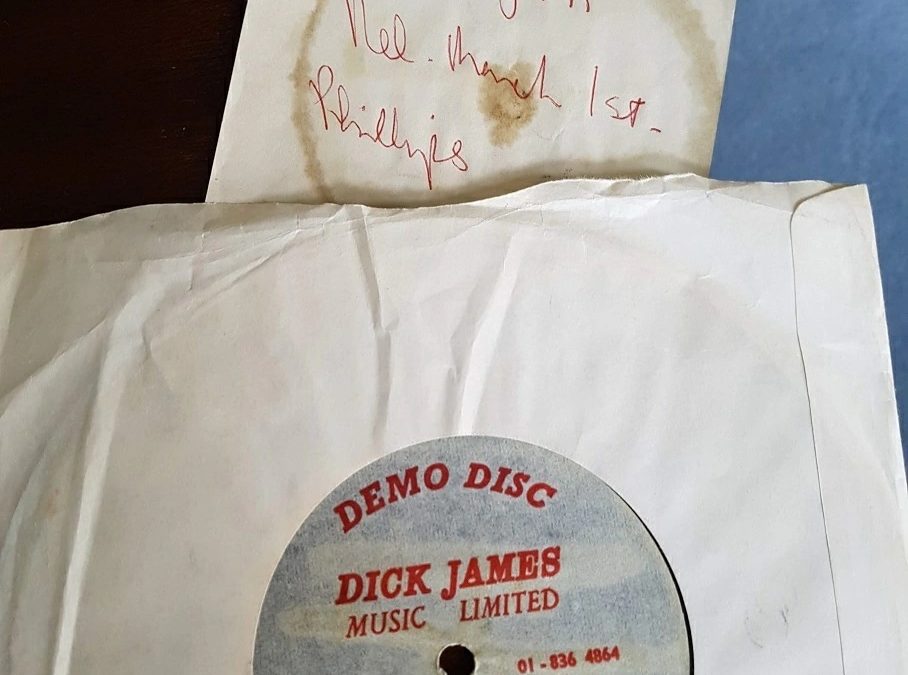 Rel. March 1st.
Phillips
DEMO DISC
DICK JAMES
MUSIC LIMITED
01-836 4864